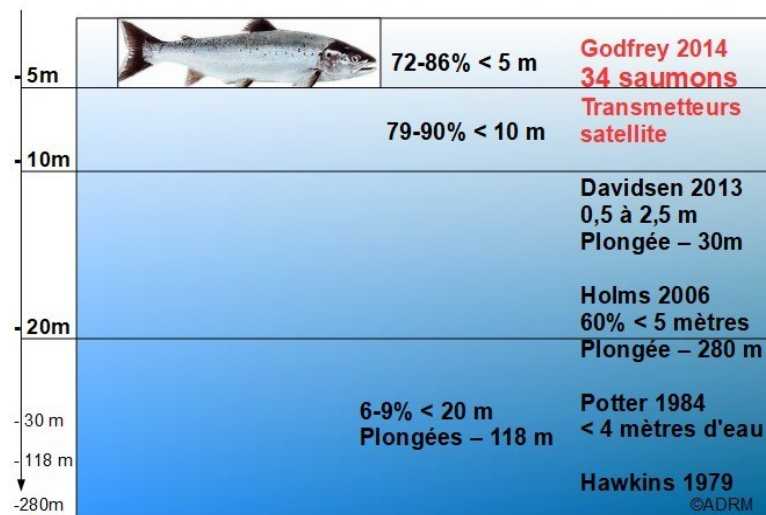 - 5m
- 10m
- 20m
-30 m
-118 m
-280m
72-86% < 5 m
79-90% < 10 m
6-9% < 20 m
Plongées – 118 m
Godfrey 2014
34 saumons
Transmetteurs
satellite
Davidsen 2013
0,5 à 2,5 m
Plongée – 30m
Holms 2006
60% < 5 mètres
Plongée – 280 m
Potter 1984
< 4 mètres d'eau
Hawkins 1979
©ADRM